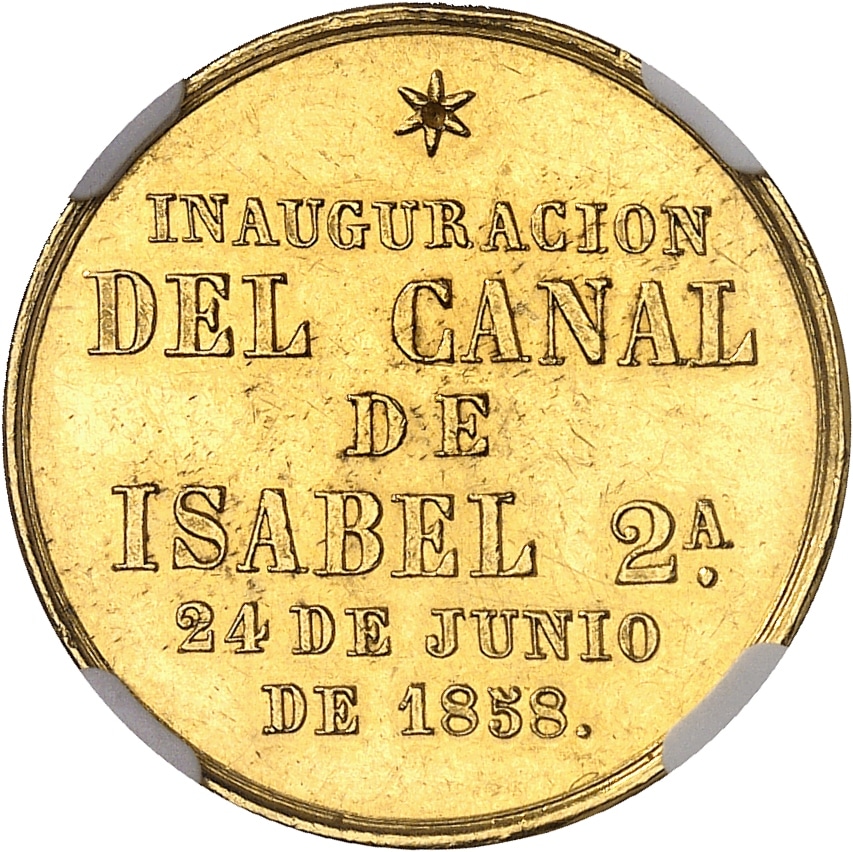 INAUGURACION
DEL CANAL
DE
ISABEL 2A.
24 DE JUNIO
DE 1858.